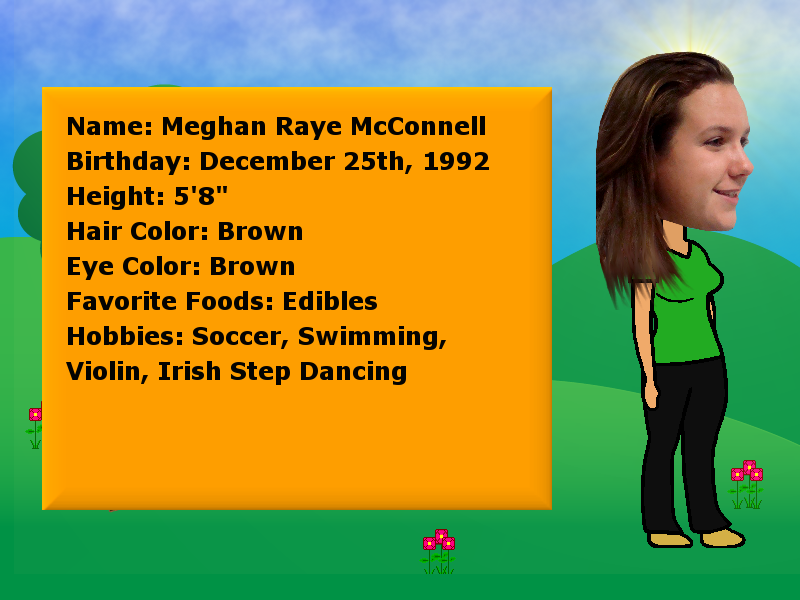 Name: Meghan Raye McConnell
Birthday: December 25th, 1992
Height: 5'8"
Hair Color: Brown
Eye Color: Brown
Favorite Foods: Edibles
Hobbies: Soccer, Swimming,
Violin, Irish Step Dancing